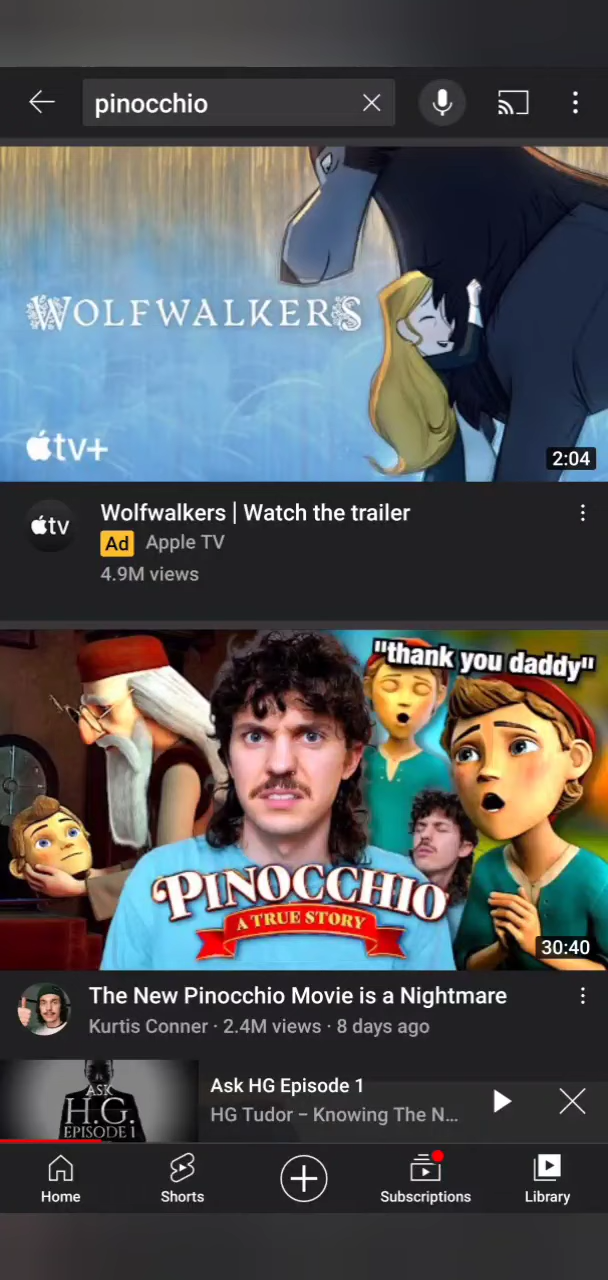 pinocchio
WOLFWALKERS
tv+
2:04
tv
Wolfwalkers | Watch the trailer
Ad Apple TV
4.9M views
"thank you daddy"
PINOCCHIO
A TRUE STORY
30:40
The New Pinocchio Movie is a Nightmare
Kurtis Conner · 2.4M views · 8 days ago
ASK
H.G.
EPISODE 1
Ask HG Episode 1
HG Tudor – Knowing The N...
Home
Shorts
Subscriptions
Library